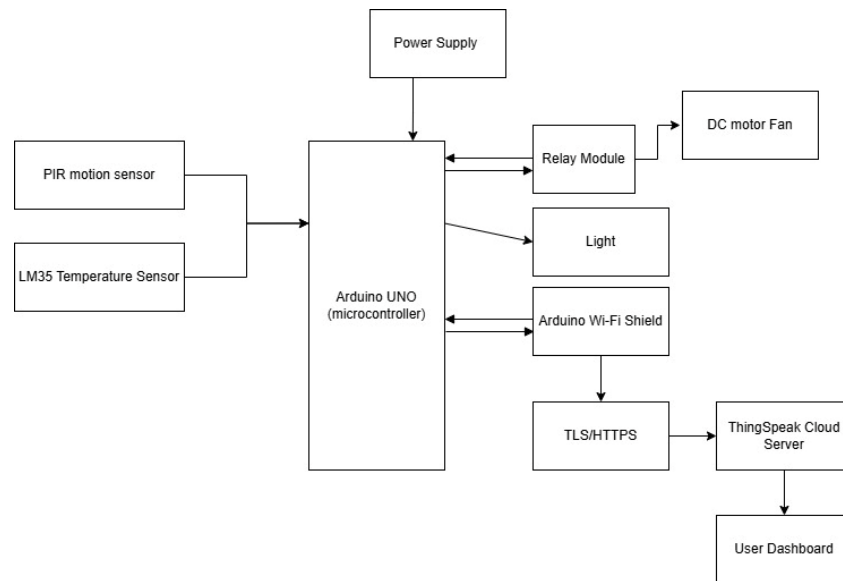 Power Supply
DC motor Fan
Relay Module
PIR motion sensor
Light
LM35 Temperature Sensor
Arduino UNO
(microcontroller)
Arduino Wi-Fi Shield
TLS/HTTPS
ThingSpeak Cloud
Server
User Dashboard